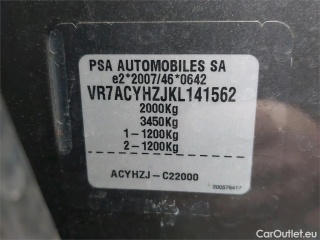 PSA AUTOMOBILES SA
e2*2007/46*0642
VR7ACYHZJKL141562
2000Kg
3450Kg
1-1200Kg
2-1200Kg
ACYHZJ-C22000
CarOutlet.eu